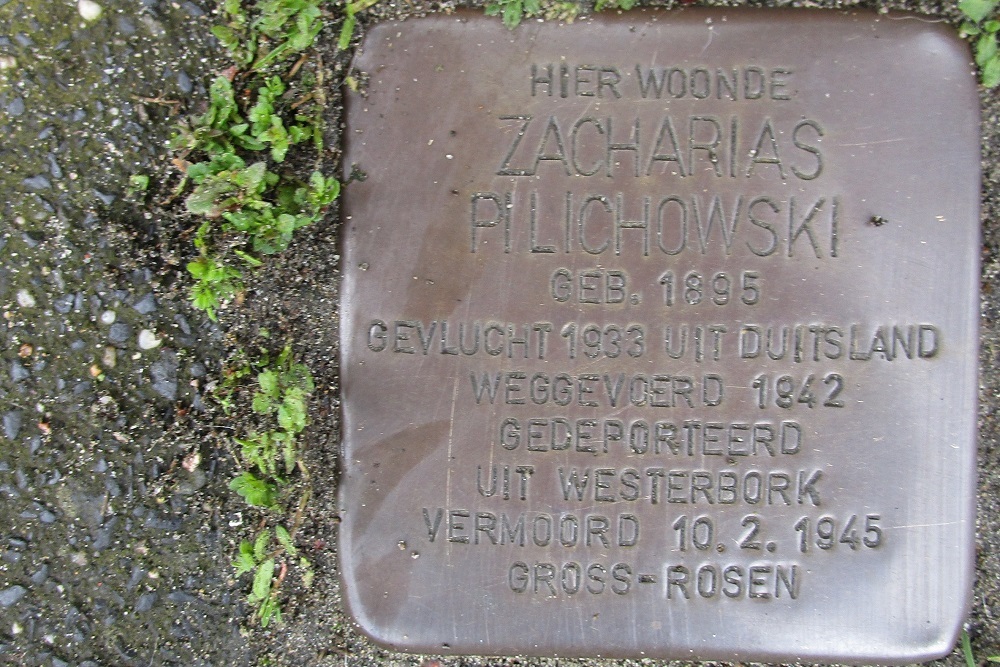 HIER WOONDE
ZACHARIAS
PILICHOWSKI
GEB. 1895
GEVLUCHT 1933 UIT DUITSLAND
WEGGEVOERD 1942
GEDEPORTEERD
UIT WESTERBORK
VERMOORD 10.2.1945
GROSS-ROSEN